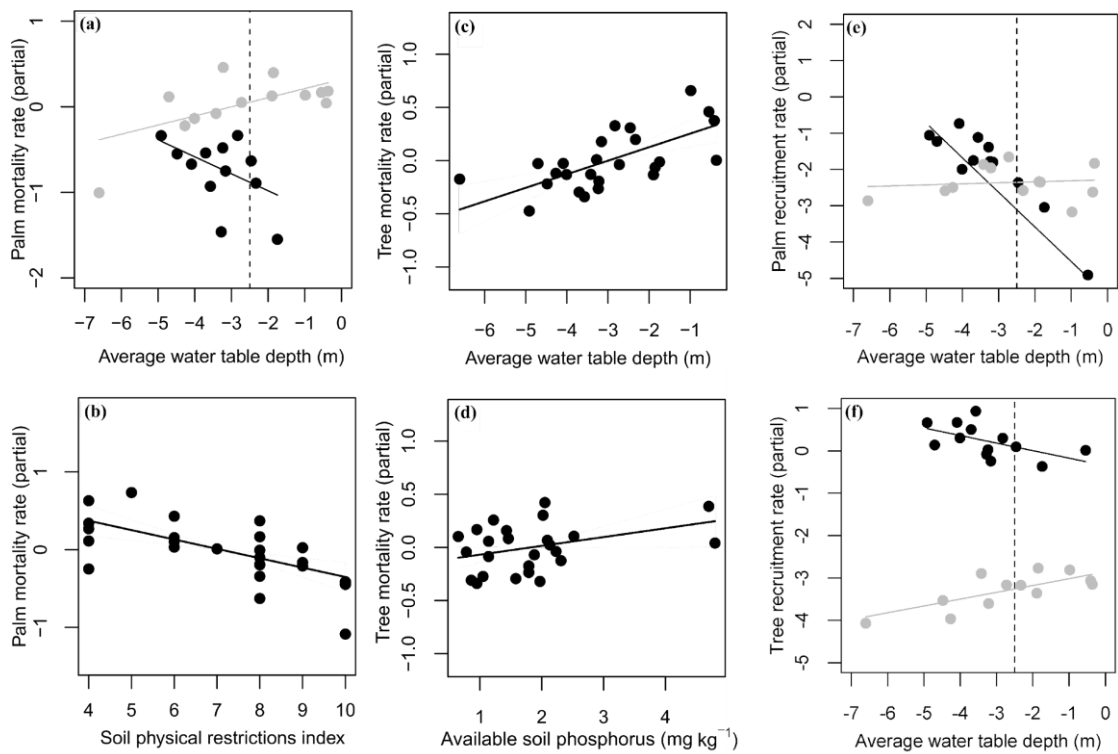 (a)
Palm mortality rate (partial)
1
0
−1
−2
−7 −6 −5 −4 −3 −2 −1 0
Average water table depth (m)
(c)
Tree mortality rate (partial)
1.0
0.5
0.0
−0.5
−1.0
−6 −5 −4 −3 −2 −1
Average water table depth (m)
(e)
Palm recruitment rate (partial)
2
1
0
−1
−2
−3
−4
−5
−7 −6 −5 −4 −3 −2 −1 0
Average water table depth (m)
(b)
Palm mortality rate (partial)
1
0
−1
4 5 6 7 8 9 10
Soil physical restrictions index
(d)
Tree mortality rate (partial)
1.0
0.5
0.0
−0.5
−1.0
1 2 3 4 5
Available soil phosphorus (mg kg⁻¹)
(f)
Tree recruitment rate (partial)
1
0
−1
−2
−3
−4
−5
−7 −6 −5 −4 −3 −2 −1 0
Average water table depth (m)